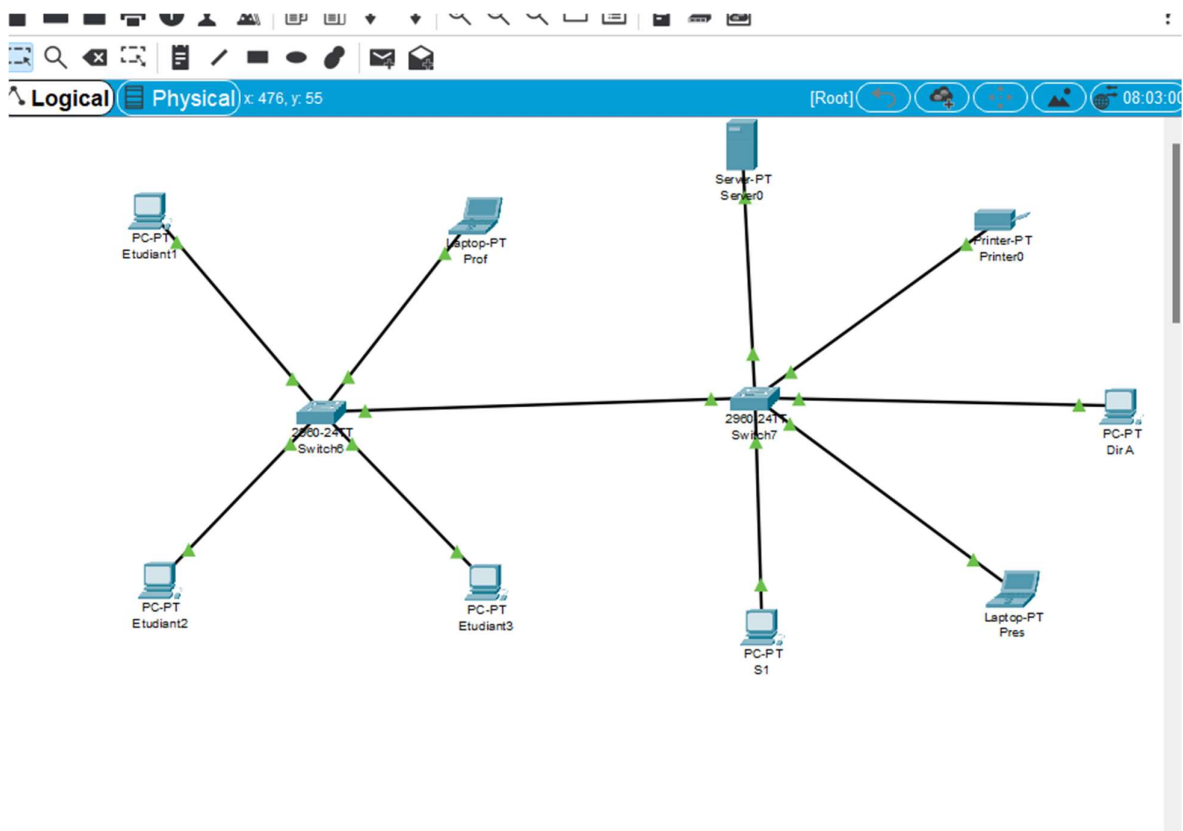 Logical Physical x: 476, y: 55 [Root] 08:03:00
Server-PT
Server0
PC-PT
Etudiant1
Laptop-PT
Prof
Printer-PT
Printer0
2960-24TT
Switch6
2960-24TT
Switch7
PC-PT
Dir A
PC-PT
Etudiant2
PC-PT
Etudiant3
Laptop-PT
Pres
PC-PT
S1